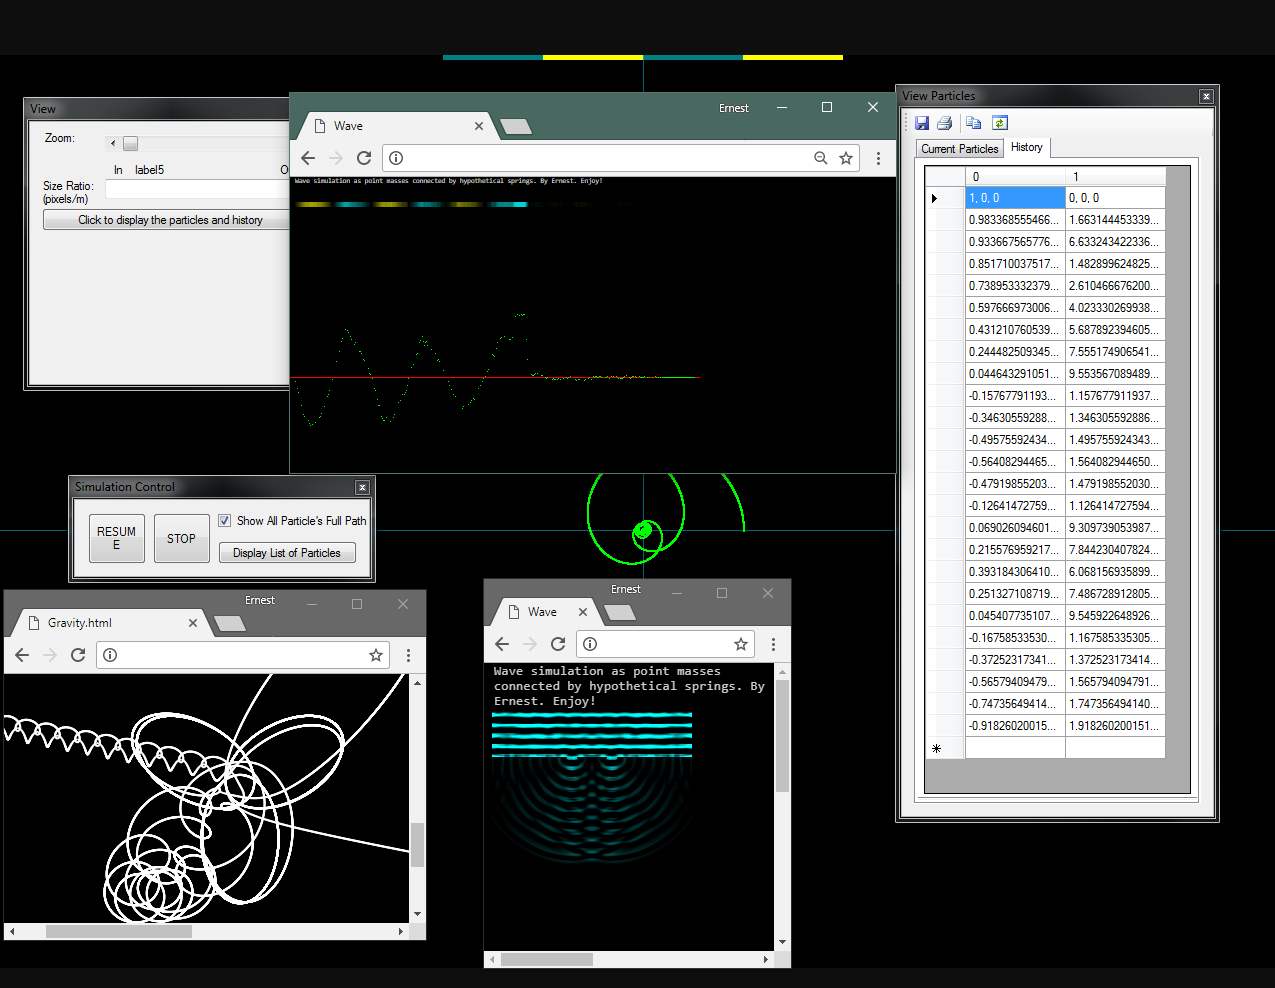 View
Zoom:
In label5 O
Size Ratio:
(pixels/m)
Click to display the particles and history
Ernest
Wave
Wave simulation as point masses connected by hypothetical springs. By Ernest. Enjoy!
View Particles
Current Particles History
0 1
1, 0, 0 0, 0, 0
0.983368555466... 1.663144453339...
0.933667565776... 6.633243422336...
0.851710037517... 1.482899624825...
0.738953332379... 2.610466676200...
0.597666973006... 4.023330269938...
0.431210760539... 5.687892394605...
0.244482509345... 7.555174906541...
0.044643291051... 9.553567089489...
-0.15767791193... 1.157677911937...
-0.34630559288... 1.346305592886...
-0.49575592434... 1.495755924343...
-0.56408294465... 1.564082944650...
-0.47919855203... 1.479198552030...
-0.12641472759... 1.126414727594...
0.069026094601... 9.309739053987...
0.215576959217... 7.844230407824...
0.393184306410... 6.068156935899...
0.251327108719... 7.486728912805...
0.045407735107... 9.545922648926...
-0.16758533530... 1.167585335305...
-0.37252317341... 1.372523173414...
-0.56579409479... 1.565794094791...
-0.74735649414... 1.747356494140...
-0.91826020015... 1.918260200151...
Simulation Control
RESUM
E
STOP
Show All Particle's Full Path
Display List of Particles
Ernest
Gravity.html
Ernest
Wave
Wave simulation as point masses
connected by hypothetical springs. By
Ernest. Enjoy!